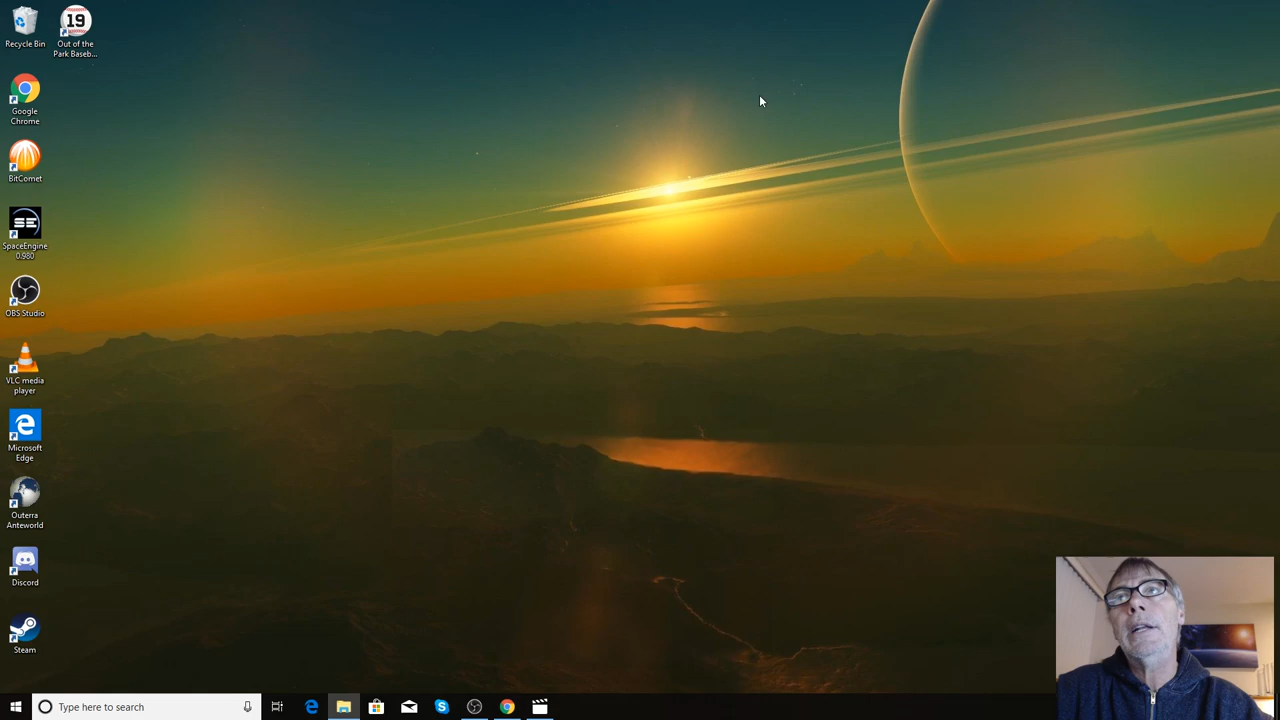 Recycle Bin
19
Out of the
Park Baseb...
Google
Chrome
BitComet
SE
SpaceEngine
0.980
OBS Studio
VLC media
player
Microsoft
Edge
Outerra
Anteworld
Discord
Steam
Type here to search